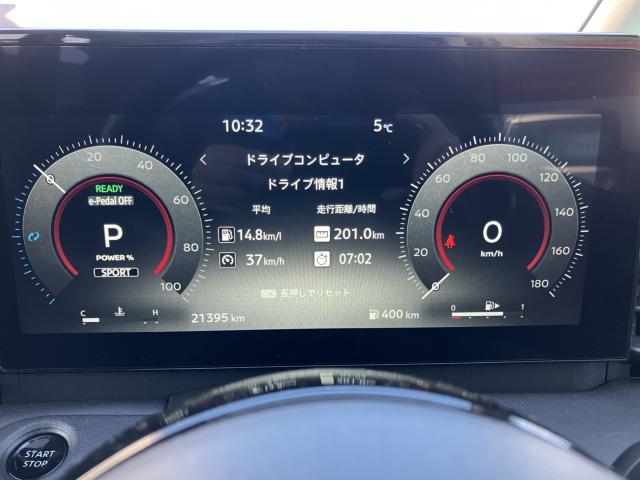 10:32
5℃
< ドライブコンピュータ >
ドライブ情報1
平均
走行距離/時間
14.8km/l
201.0km
37km/h
07:02
OK 長押しでリセット
0 20 40 60 80 100
READY
e-Pedal OFF
P
POWER %
SPORT
0 20 40 60 80 100 120 140 160 180
0
km/h
C H
21395 km
400 km
0 1
START
STOP